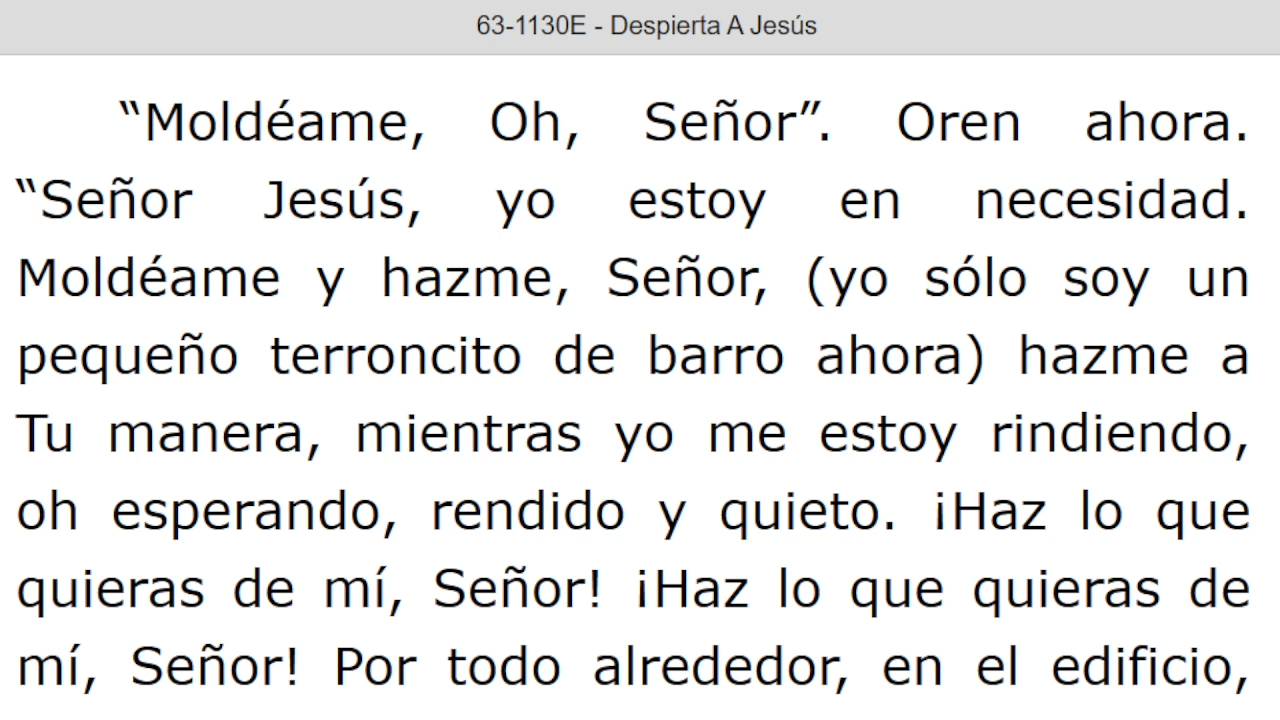 63-1130E - Despierta A Jesús
“Moldéame, Oh, Señor”. Oren ahora.
“Señor Jesús, yo estoy en necesidad.
Moldéame y hazme, Señor, (yo sólo soy un
pequeño terroncito de barro ahora) hazme a
Tu manera, mientras yo me estoy rindiendo,
oh esperando, rendido y quieto. ¡Haz lo que
quieras de mí, Señor! ¡Haz lo que quieras de
mí, Señor! Por todo alrededor, en el edificio,